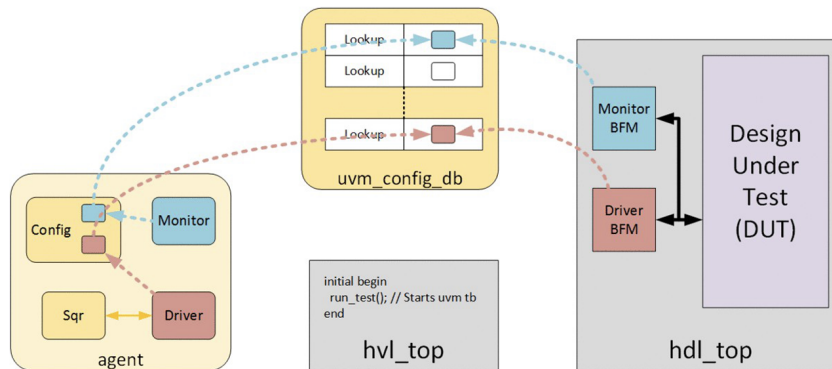 Lookup
Lookup
Lookup
uvm_config_db
Monitor
BFM
Driver
BFM
Design
Under
Test
(DUT)
hdl_top
Config
Monitor
Sqr
Driver
agent
initial begin
run_test(); // Starts uvm tb
end
hvl_top